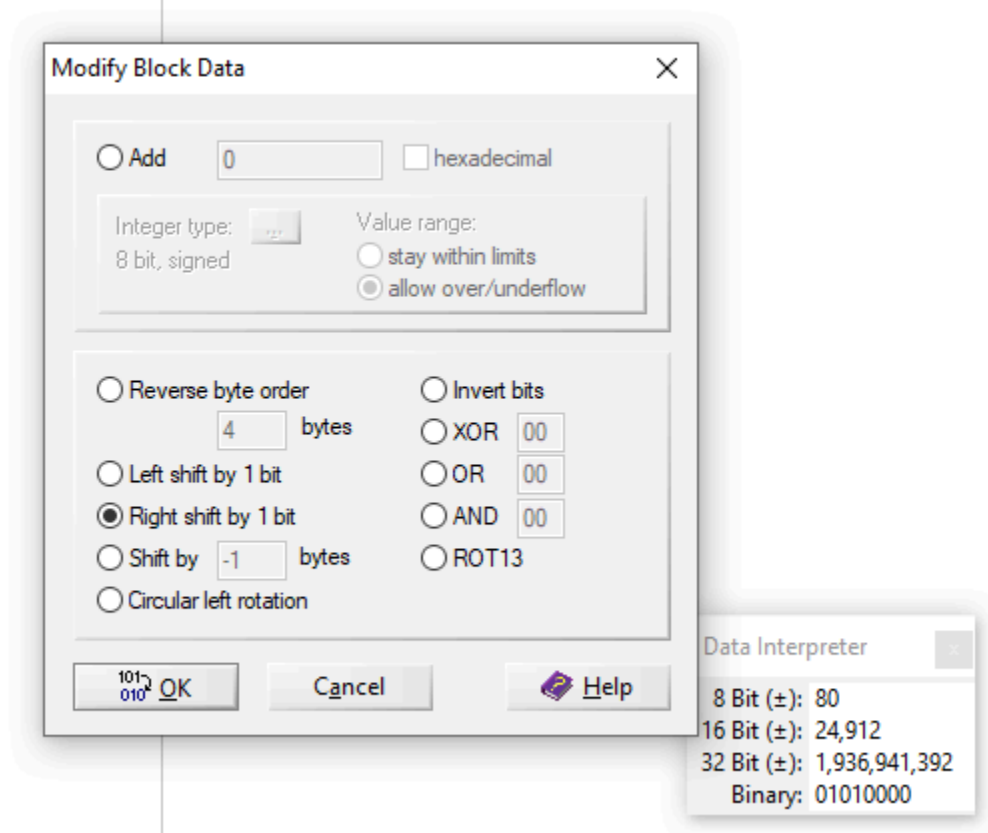 Modify Block Data
Add 0 hexadecimal
Integer type: ... Value range:
8 bit, signed stay within limits
allow over/underflow
Reverse byte order Invert bits
4 bytes XOR 00
Left shift by 1 bit OR 00
Right shift by 1 bit AND 00
Shift by -1 bytes ROT13
Circular left rotation
101 010 OK Cancel ? Help
Data Interpreter x
8 Bit (±): 80
16 Bit (±): 24,912
32 Bit (±): 1,936,941,392
Binary: 01010000